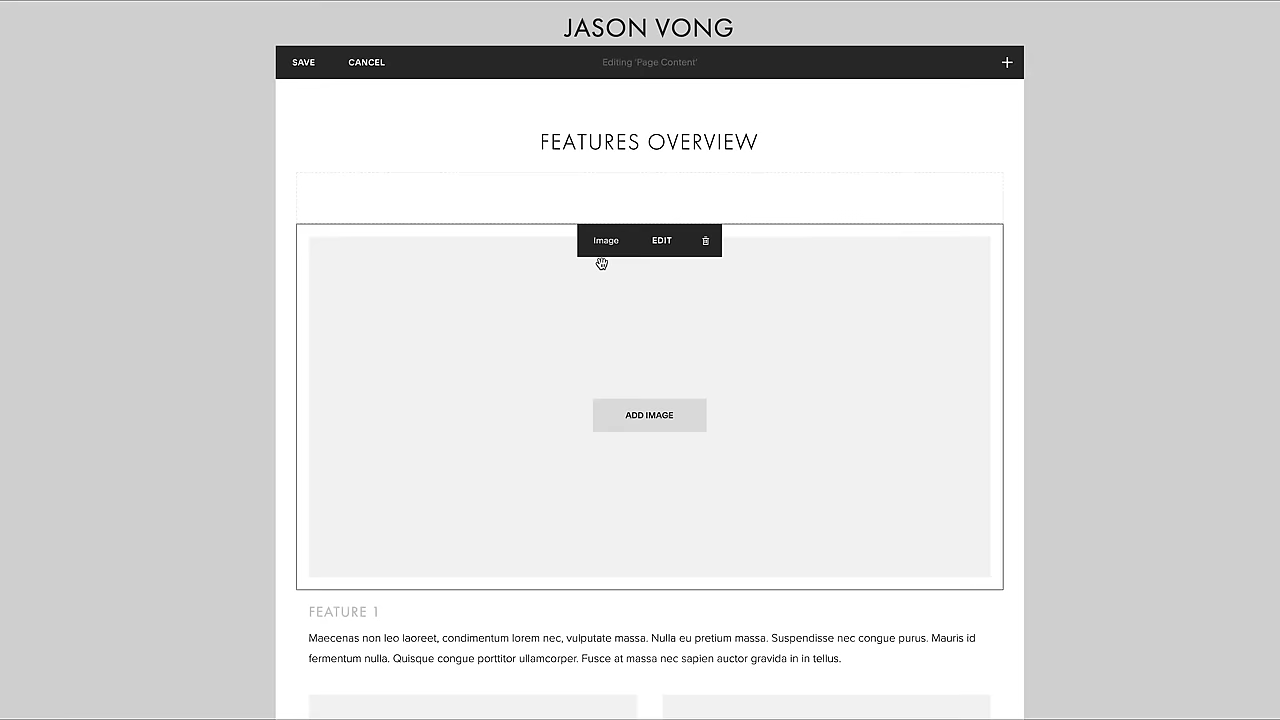 JASON VONG
SAVE CANCEL Editing 'Page Content' +
FEATURES OVERVIEW
Image EDIT
ADD IMAGE
FEATURE 1
Maecenas non leo laoreet, condimentum lorem nec, vulputate massa. Nulla eu pretium massa. Suspendisse nec congue purus. Mauris id
fermentum nulla. Quisque congue porttitor ullamcorper. Fusce at massa nec sapien auctor gravida in in tellus.